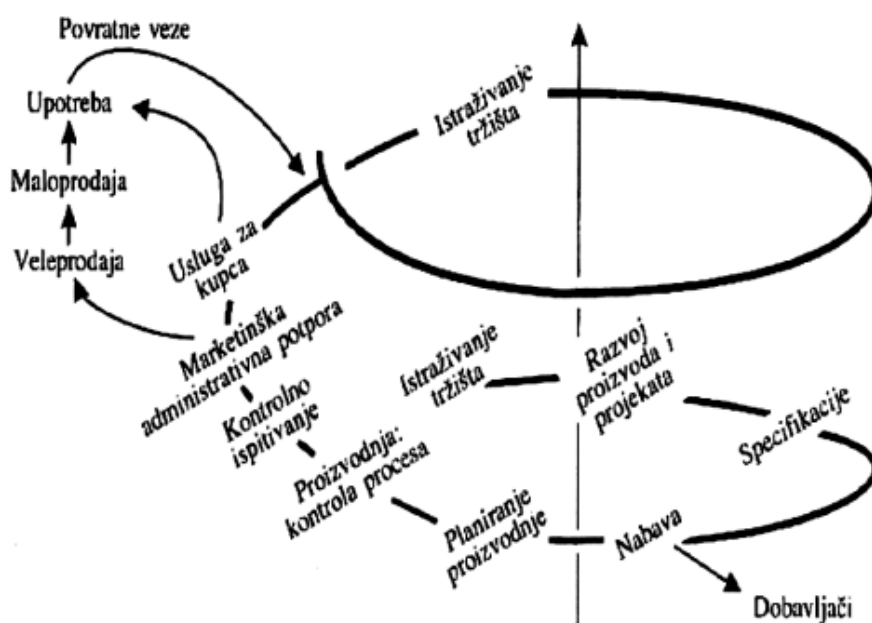 Povratne veze
Upotreba
Maloprodaja
Veleprodaja
Istraživanje
tržišta
Usluga za
kupca
Marketinška
administrativna potpora
Kontrolno
ispitivanje
Proizvodnja:
kontrola procesa
Planiranje
proizvodnje
Nabava
Dobavljači
Istraživanje
tržišta
Razvoj
proizvoda i
projekata
Specifikacije